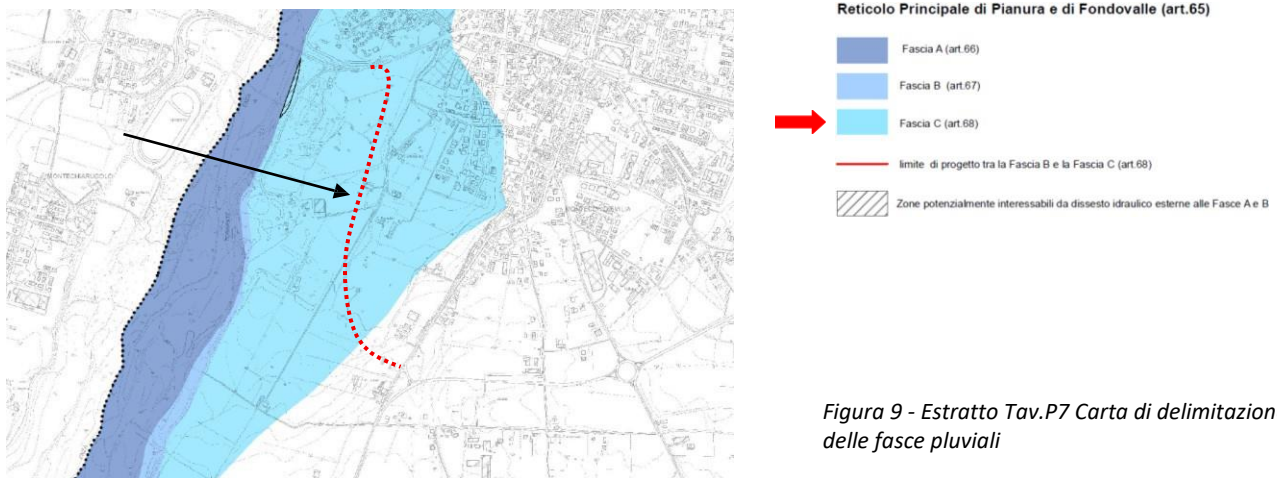 Reticolo Principale di Pianura e di Fondovalle (art.65)
Fascia A (art.66)
Fascia B (art.67)
Fascia C (art.68)
limite di progetto tra la Fascia B e la Fascia C (art.68)
Zone potenzialmente interessabili da dissesto idraulico esterne alle Fasce A e B
MONTECHIARUGOLO
Figura 9 - Estratto Tav.P7 Carta di delimitazion
delle fasce pluviali